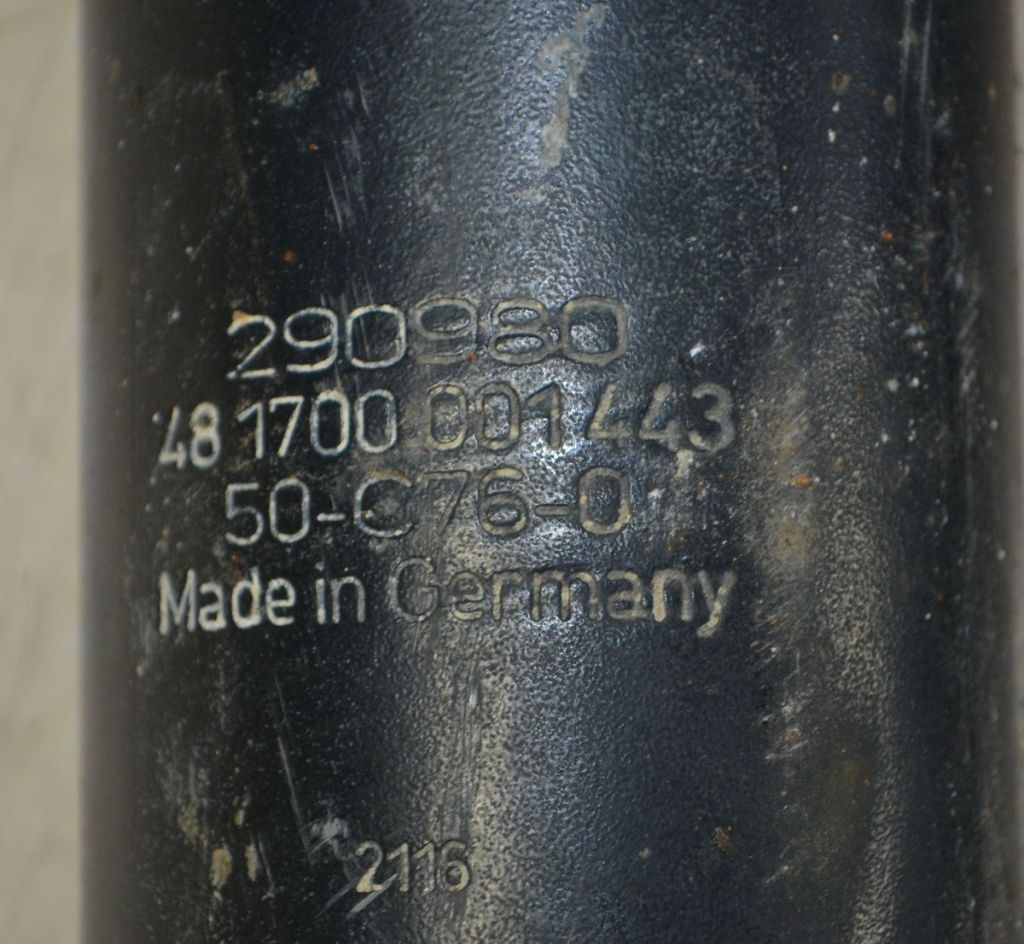 290980
48 1700 001 443
50-C76-0
Made in Germany
2116